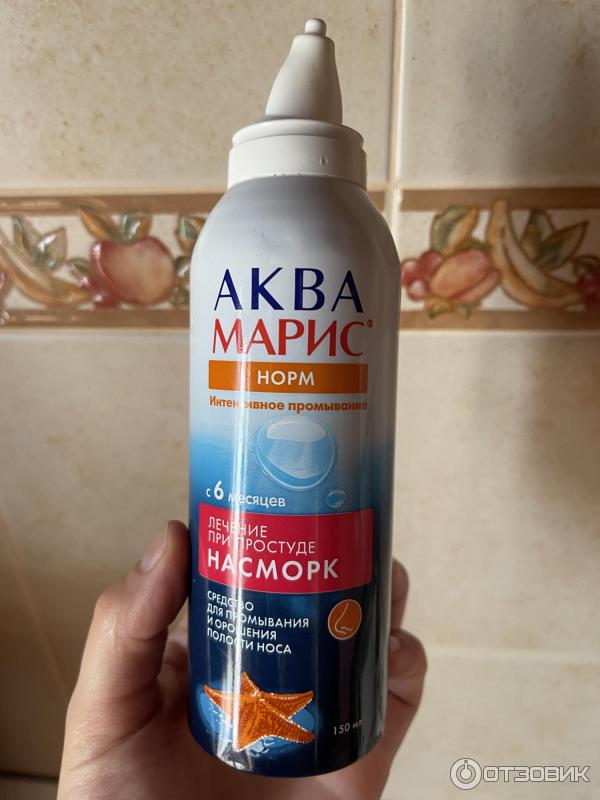 АКВА
МАРИС®
НОРМ
Интенсивное промывание
с 6 месяцев
ЛЕЧЕНИЕ
ПРИ ПРОСТУДЕ
НАСМОРК
СРЕДСТВО
ДЛЯ ПРОМЫВАНИЯ
И ОРОШЕНИЯ
ПОЛОСТИ НОСА
150 мл
ОТЗОВИК